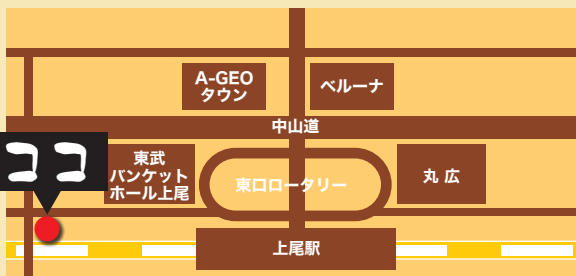 A-GEO
タウン
ベルーナ
中山道
ココ
東武
バンケット
ホール上尾
東口ロータリー
丸広
上尾駅